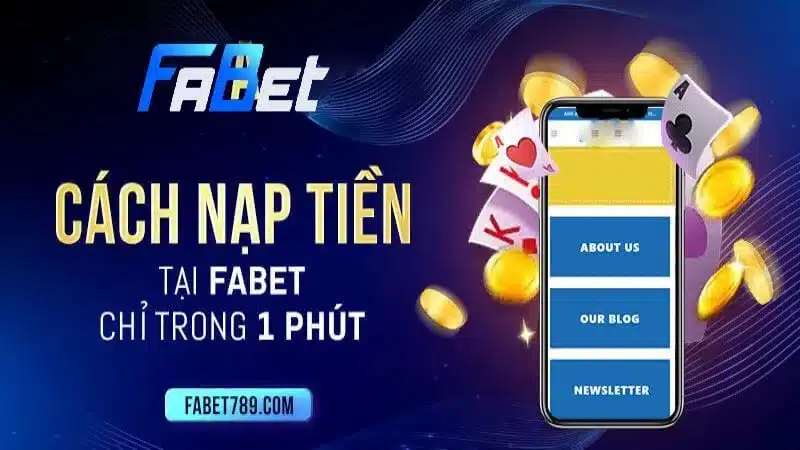 FABet
CÁCH NẠP TIỀN
TẠI FABET
CHỈ TRONG 1 PHÚT
FABET789.COM
A
K
K
ABOUT US
OUR BLOG
NEWSLETTER